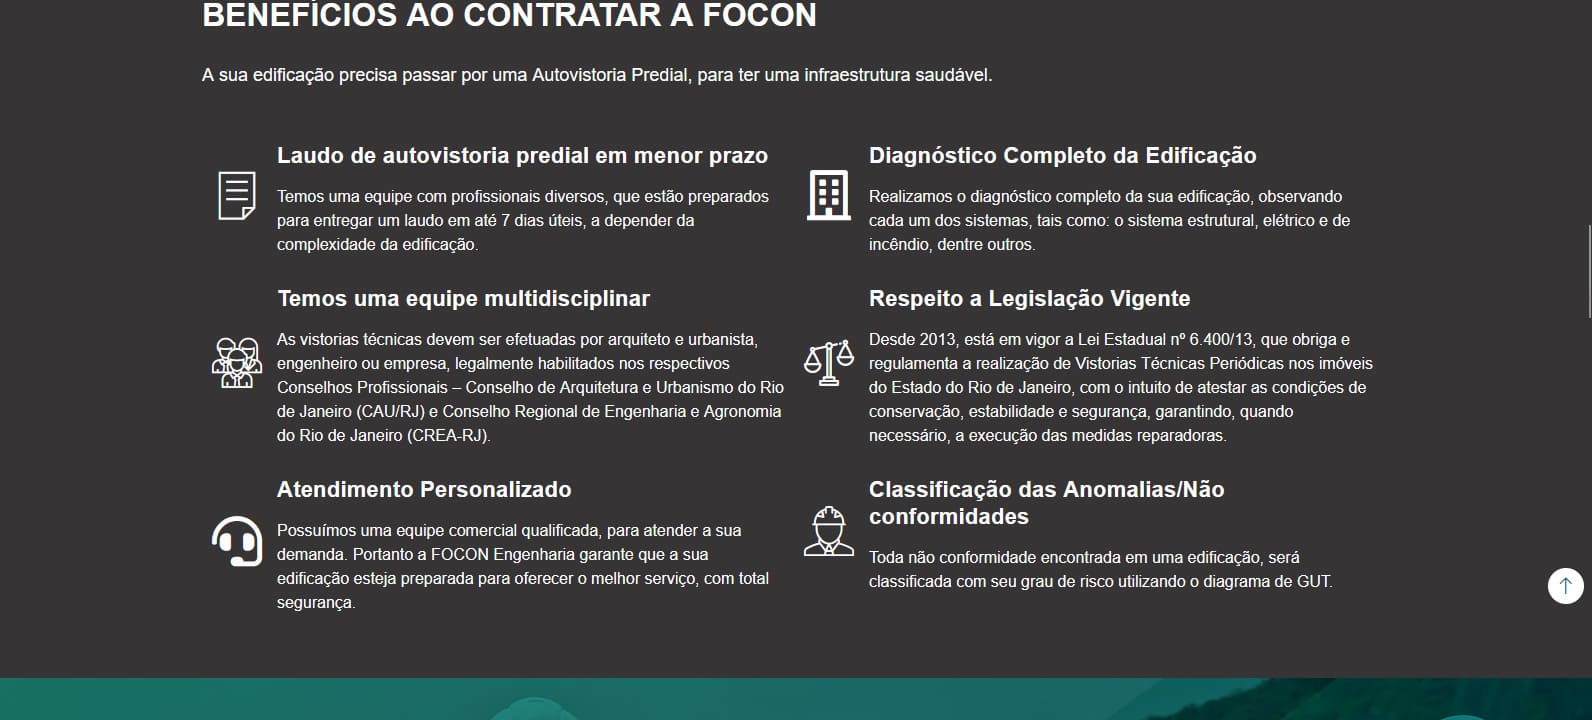 BENEFÍCIOS AO CONTRATAR A FOCON
A sua edificação precisa passar por uma Autovistoria Predial, para ter uma infraestrutura saudável.
Laudo de autovistoria predial em menor prazo
Temos uma equipe com profissionais diversos, que estão preparados
para entregar um laudo em até 7 dias úteis, a depender da
complexidade da edificação.
Diagnóstico Completo da Edificação
Realizamos o diagnóstico completo da sua edificação, observando
cada um dos sistemas, tais como: o sistema estrutural, elétrico e de
incêndio, dentre outros.
Temos uma equipe multidisciplinar
As vistorias técnicas devem ser efetuadas por arquiteto e urbanista,
engenheiro ou empresa, legalmente habilitados nos respectivos
Conselhos Profissionais – Conselho de Arquitetura e Urbanismo do Rio
de Janeiro (CAU/RJ) e Conselho Regional de Engenharia e Agronomia
do Rio de Janeiro (CREA-RJ).
Respeito a Legislação Vigente
Desde 2013, está em vigor a Lei Estadual nº 6.400/13, que obriga e
regulamenta a realização de Vistorias Técnicas Periódicas nos imóveis
do Estado do Rio de Janeiro, com o intuito de atestar as condições de
conservação, estabilidade e segurança, garantindo, quando
necessário, a execução das medidas reparadoras.
Atendimento Personalizado
Possuímos uma equipe comercial qualificada, para atender a sua
demanda. Portanto a FOCON Engenharia garante que a sua
edificação esteja preparada para oferecer o melhor serviço, com total
segurança.
Classificação das Anomalias/Não
conformidades
Toda não conformidade encontrada em uma edificação, será
classificada com seu grau de risco utilizando o diagrama de GUT.